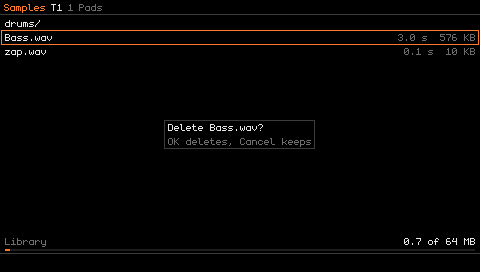 Samples T1 1 Pads
drums/
Bass.wav 3.0 s 576 KB
zap.wav 0.1 s 10 KB
Delete Bass.wav?
OK deletes, Cancel keeps
Library 0.7 of 64 MB